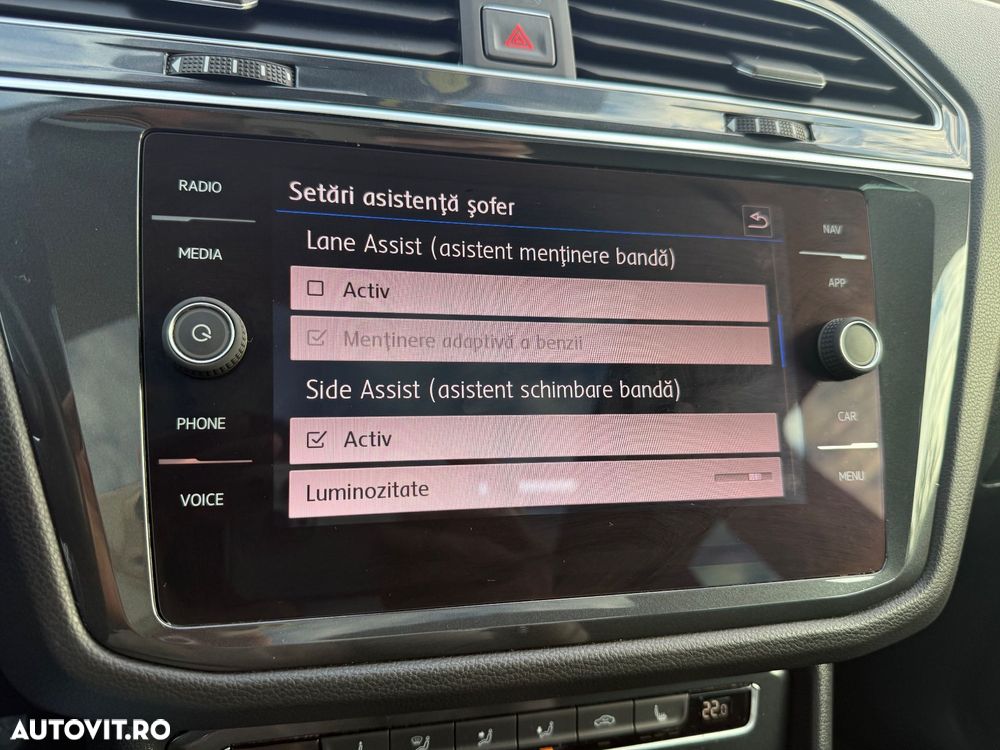 RADIO
MEDIA
PHONE
VOICE
Setări asistenţă şofer
Lane Assist (asistent menţinere bandă)
Activ
Menţinere adaptivă a benzii
Side Assist (asistent schimbare bandă)
Activ
Luminozitate
NAV
APP
CAR
MENU
22.0
AUTOVIT.RO